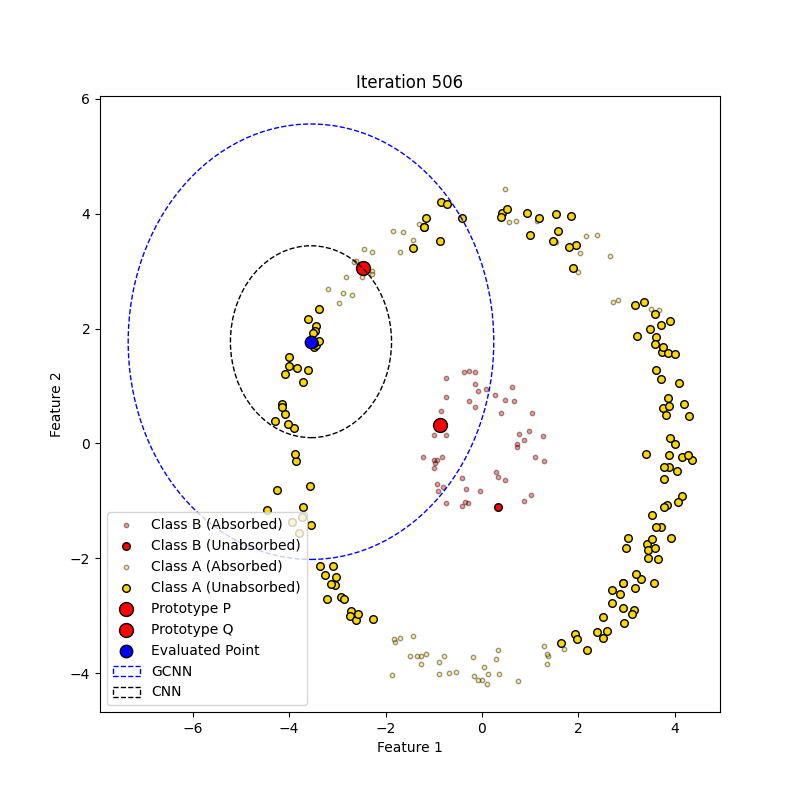 Iteration 506
6
4
2
0
−2
−4
Feature 2
Class B (Absorbed)
Class B (Unabsorbed)
Class A (Absorbed)
Class A (Unabsorbed)
Prototype P
Prototype Q
Evaluated Point
GCNN
CNN
−6 −4 −2 0 2 4
Feature 1